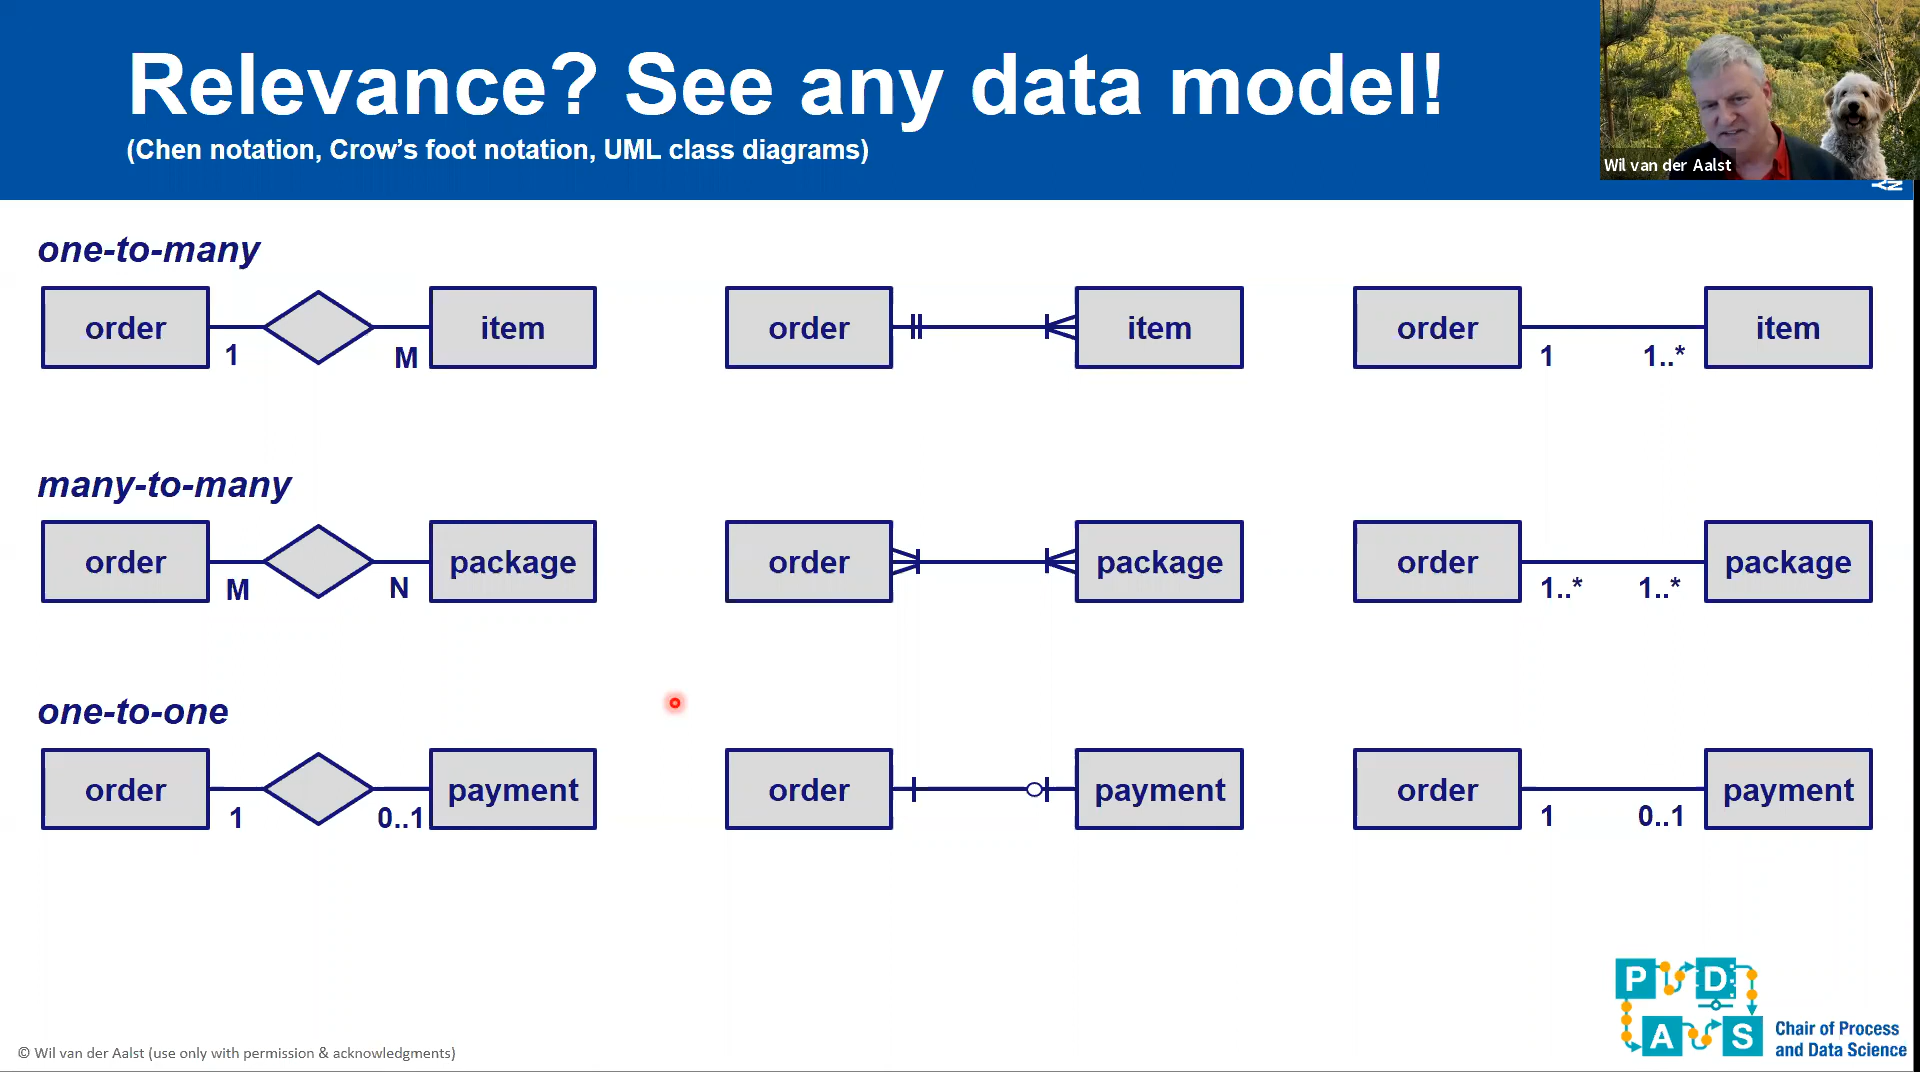 Relevance? See any data model!
(Chen notation, Crow's foot notation, UML class diagrams)
Wil van der Aalst
one-to-many
order 1 M item
order item
order 1 1..* item
many-to-many
order M N package
order package
order 1..* 1..* package
one-to-one
order 1 0..1 payment
order payment
order 1 0..1 payment
P D
A S
Chair of Process
and Data Science
© Wil van der Aalst (use only with permission & acknowledgments)